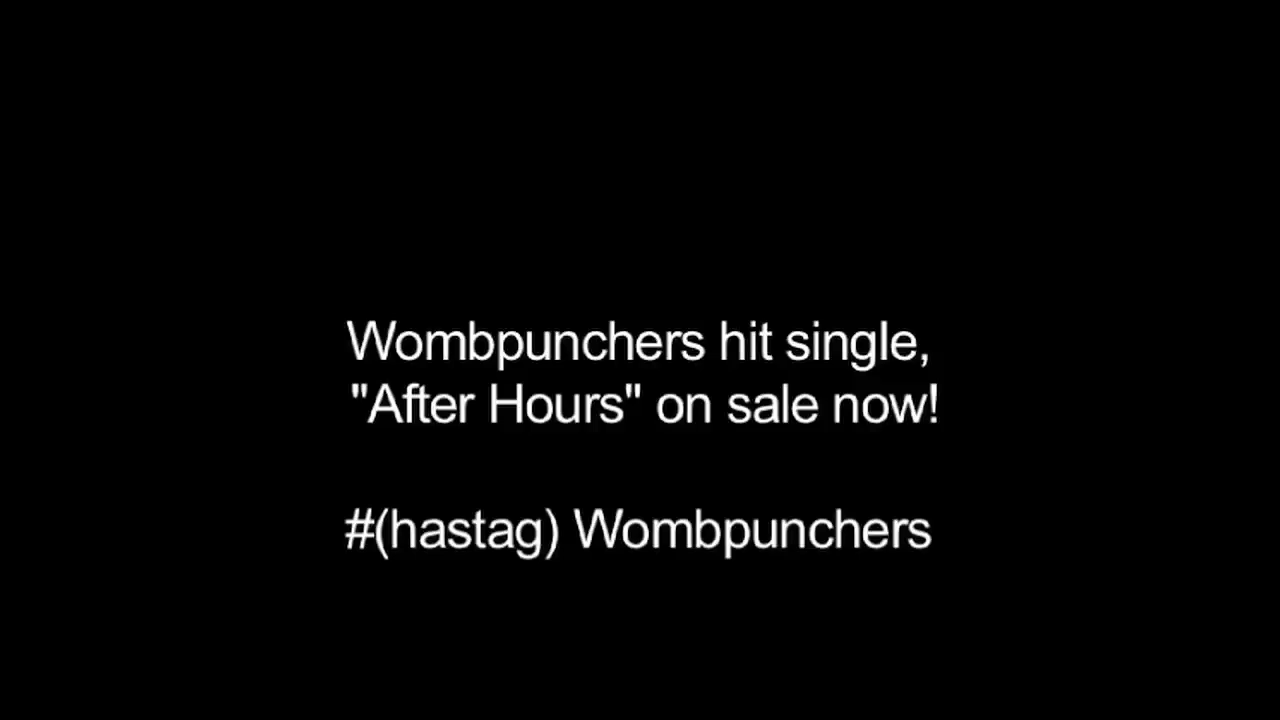 Wombpunchers hit single,
"After Hours" on sale now!
#(hastag) Wombpunchers